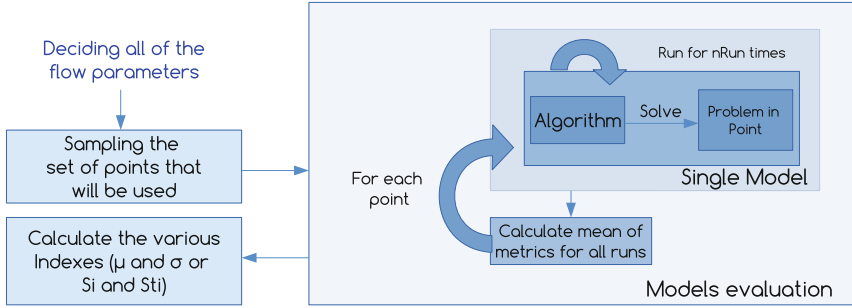 Deciding all of the
flow parameters
Sampling the
set of points that
will be used
Calculate the various
Indexes (μ and σ or
Si and Sti)
Run for nRun times
Algorithm
Solve
Problem in
Point
Single Model
For each
point
Calculate mean of
metrics for all runs
Models evaluation